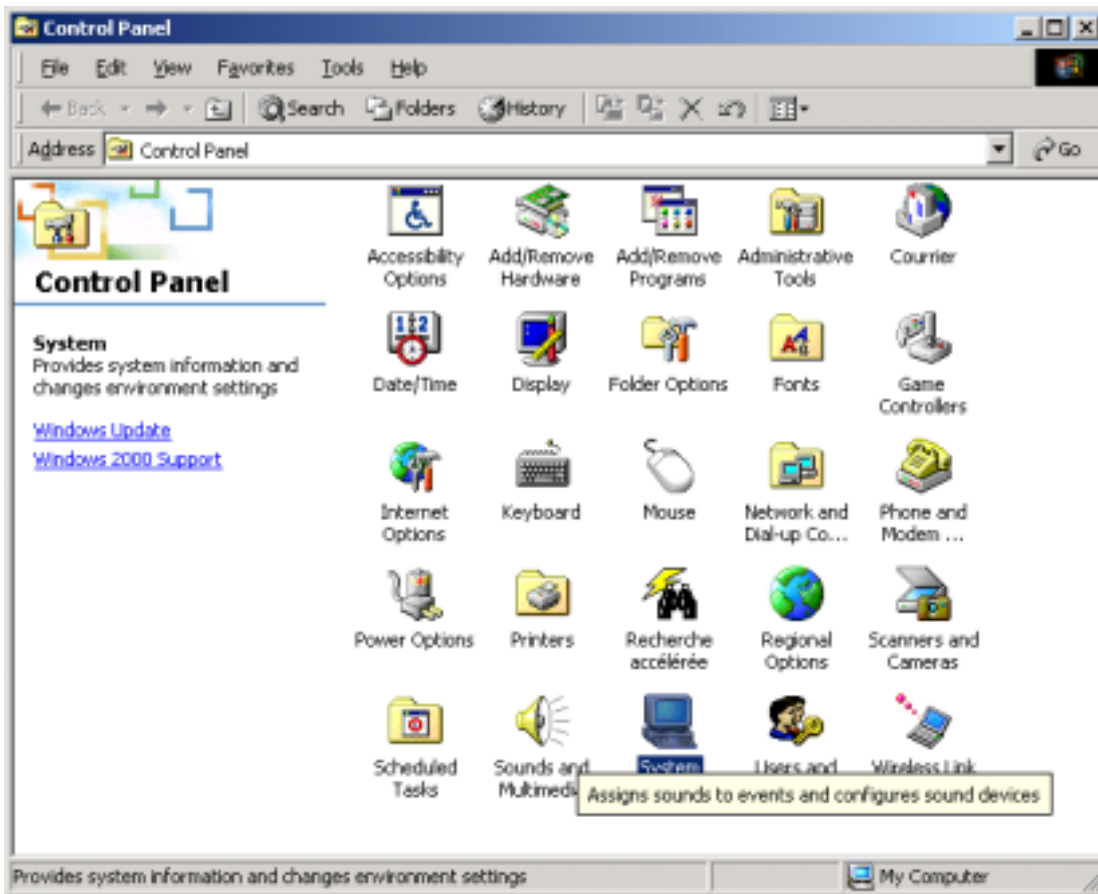 Control Panel
File Edit View Favorites Tools Help
Back Search Folders History
Address Control Panel Go
Control Panel
System
Provides system information and
changes environment settings
Windows Update
Windows 2000 Support
Accessibility
Options
Add/Remove
Hardware
Add/Remove
Programs
Administrative
Tools
Courrier
Date/Time
Display
Folder Options
Fonts
Game
Controllers
Internet
Options
Keyboard
Mouse
Network and
Dial-up Co...
Phone and
Modem ...
Power Options
Printers
Recherche
accélérée
Regional
Options
Scanners and
Cameras
Scheduled
Tasks
Sounds and
Multimedia
System
Users and
Wireless Link
Assigns sounds to events and configures sound devices
Provides system information and changes environment settings
My Computer